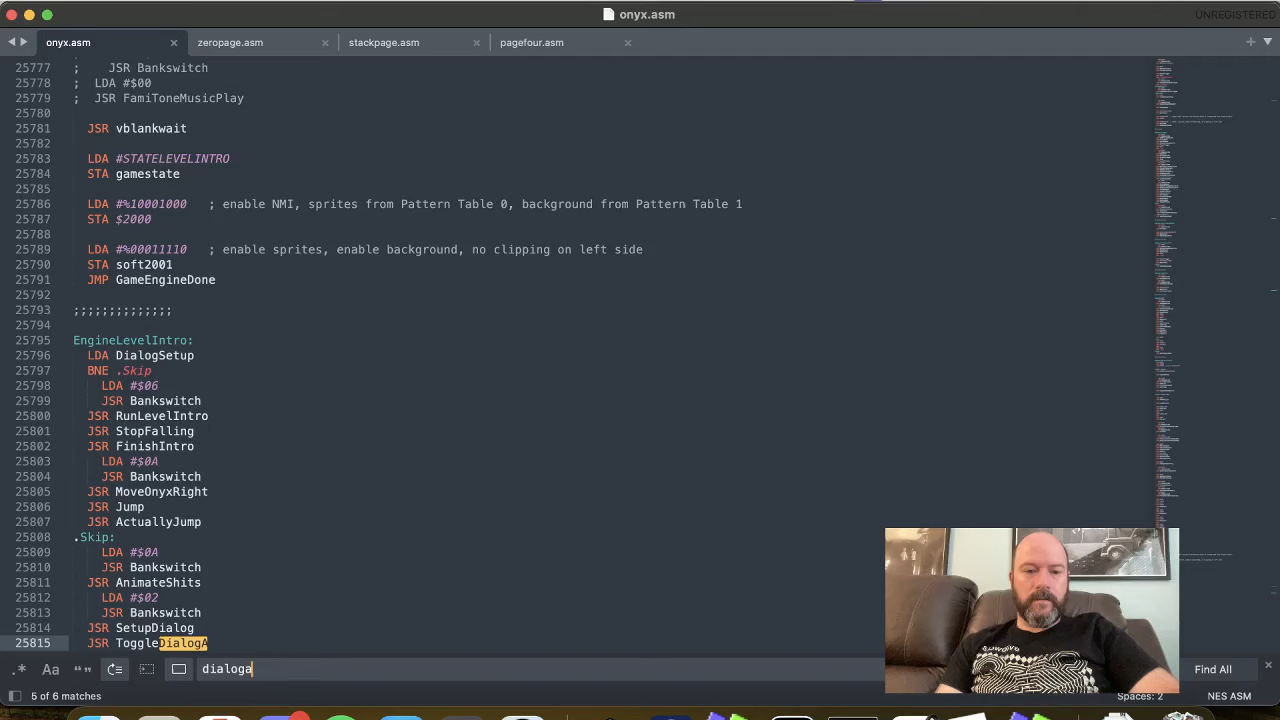 onyx.asm
UNREGISTERED
onyx.asm
zeropage.asm
stackpage.asm
pagefour.asm
25777 ;    JSR Bankswitch
25778 ;  LDA #$00
25779 ;  JSR FamiToneMusicPlay
25780
25781 JSR vblankwait
25782
25783 LDA #STATELEVELINTRO
25784 STA gamestate
25785
25786 LDA #%10001000   ; enable NMI, sprites from Pattern Table 0, background from Pattern Table 1
25787 STA $2000
25788
25789 LDA #%00011110   ; enable sprites, enable background, no clipping on left side
25790 STA soft2001
25791 JMP GameEngineDone
25792
25793 ;;;;;;;;;;;;;;
25794
25795 EngineLevelIntro:
25796 LDA DialogSetup
25797 BNE .Skip
25798 LDA #$06
25799 JSR Bankswitch
25800 JSR RunLevelIntro
25801 JSR StopFalling
25802 JSR FinishIntro
25803 LDA #$0A
25804 JSR Bankswitch
25805 JSR MoveOnyxRight
25806 JSR Jump
25807 JSR ActuallyJump
25808 .Skip:
25809 LDA #$0A
25810 JSR Bankswitch
25811 JSR AnimateShits
25812 LDA #$02
25813 JSR Bankswitch
25814 JSR SetupDialog
25815 JSR ToggleDialogA
.* Aa “” dialoga
Find All
5 of 6 matches
Spaces: 2
NES ASM